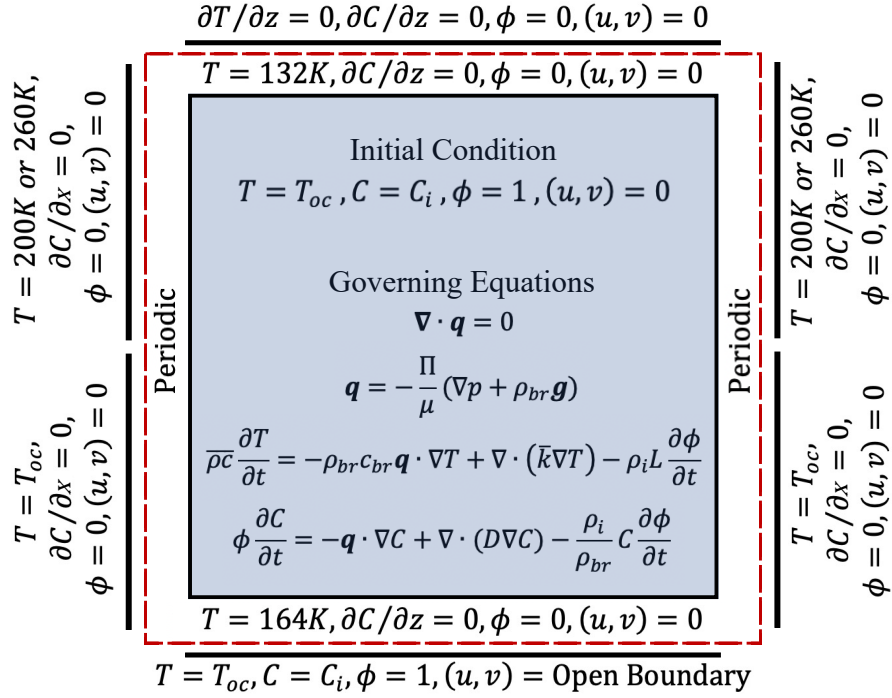 ∂T/∂z = 0, ∂C/∂z = 0, ϕ = 0, (u, v) = 0
T = 132K, ∂C/∂z = 0, ϕ = 0, (u, v) = 0
T = 200K or 260K,
∂C/∂x = 0,
ϕ = 0, (u, v) = 0
T = T_oc,
∂C/∂x = 0,
ϕ = 0, (u, v) = 0
Periodic
Initial Condition
T = T_oc , C = C_i , ϕ = 1 , (u, v) = 0
Governing Equations
∇ · q = 0
q = − Π/μ (∇p + ρ_br g)
\overline{ρc} ∂T/∂t = −ρ_br c_br q · ∇T + ∇ · (k̄∇T) − ρ_i L ∂ϕ/∂t
ϕ ∂C/∂t = −q · ∇C + ∇ · (D∇C) − ρ_i/ρ_br C ∂ϕ/∂t
Periodic
T = 200K or 260K,
∂C/∂x = 0,
ϕ = 0, (u, v) = 0
T = T_oc,
∂C/∂x = 0,
ϕ = 0, (u, v) = 0
T = 164K, ∂C/∂z = 0, ϕ = 0, (u, v) = 0
T = T_oc, C = C_i, ϕ = 1, (u, v) = Open Boundary